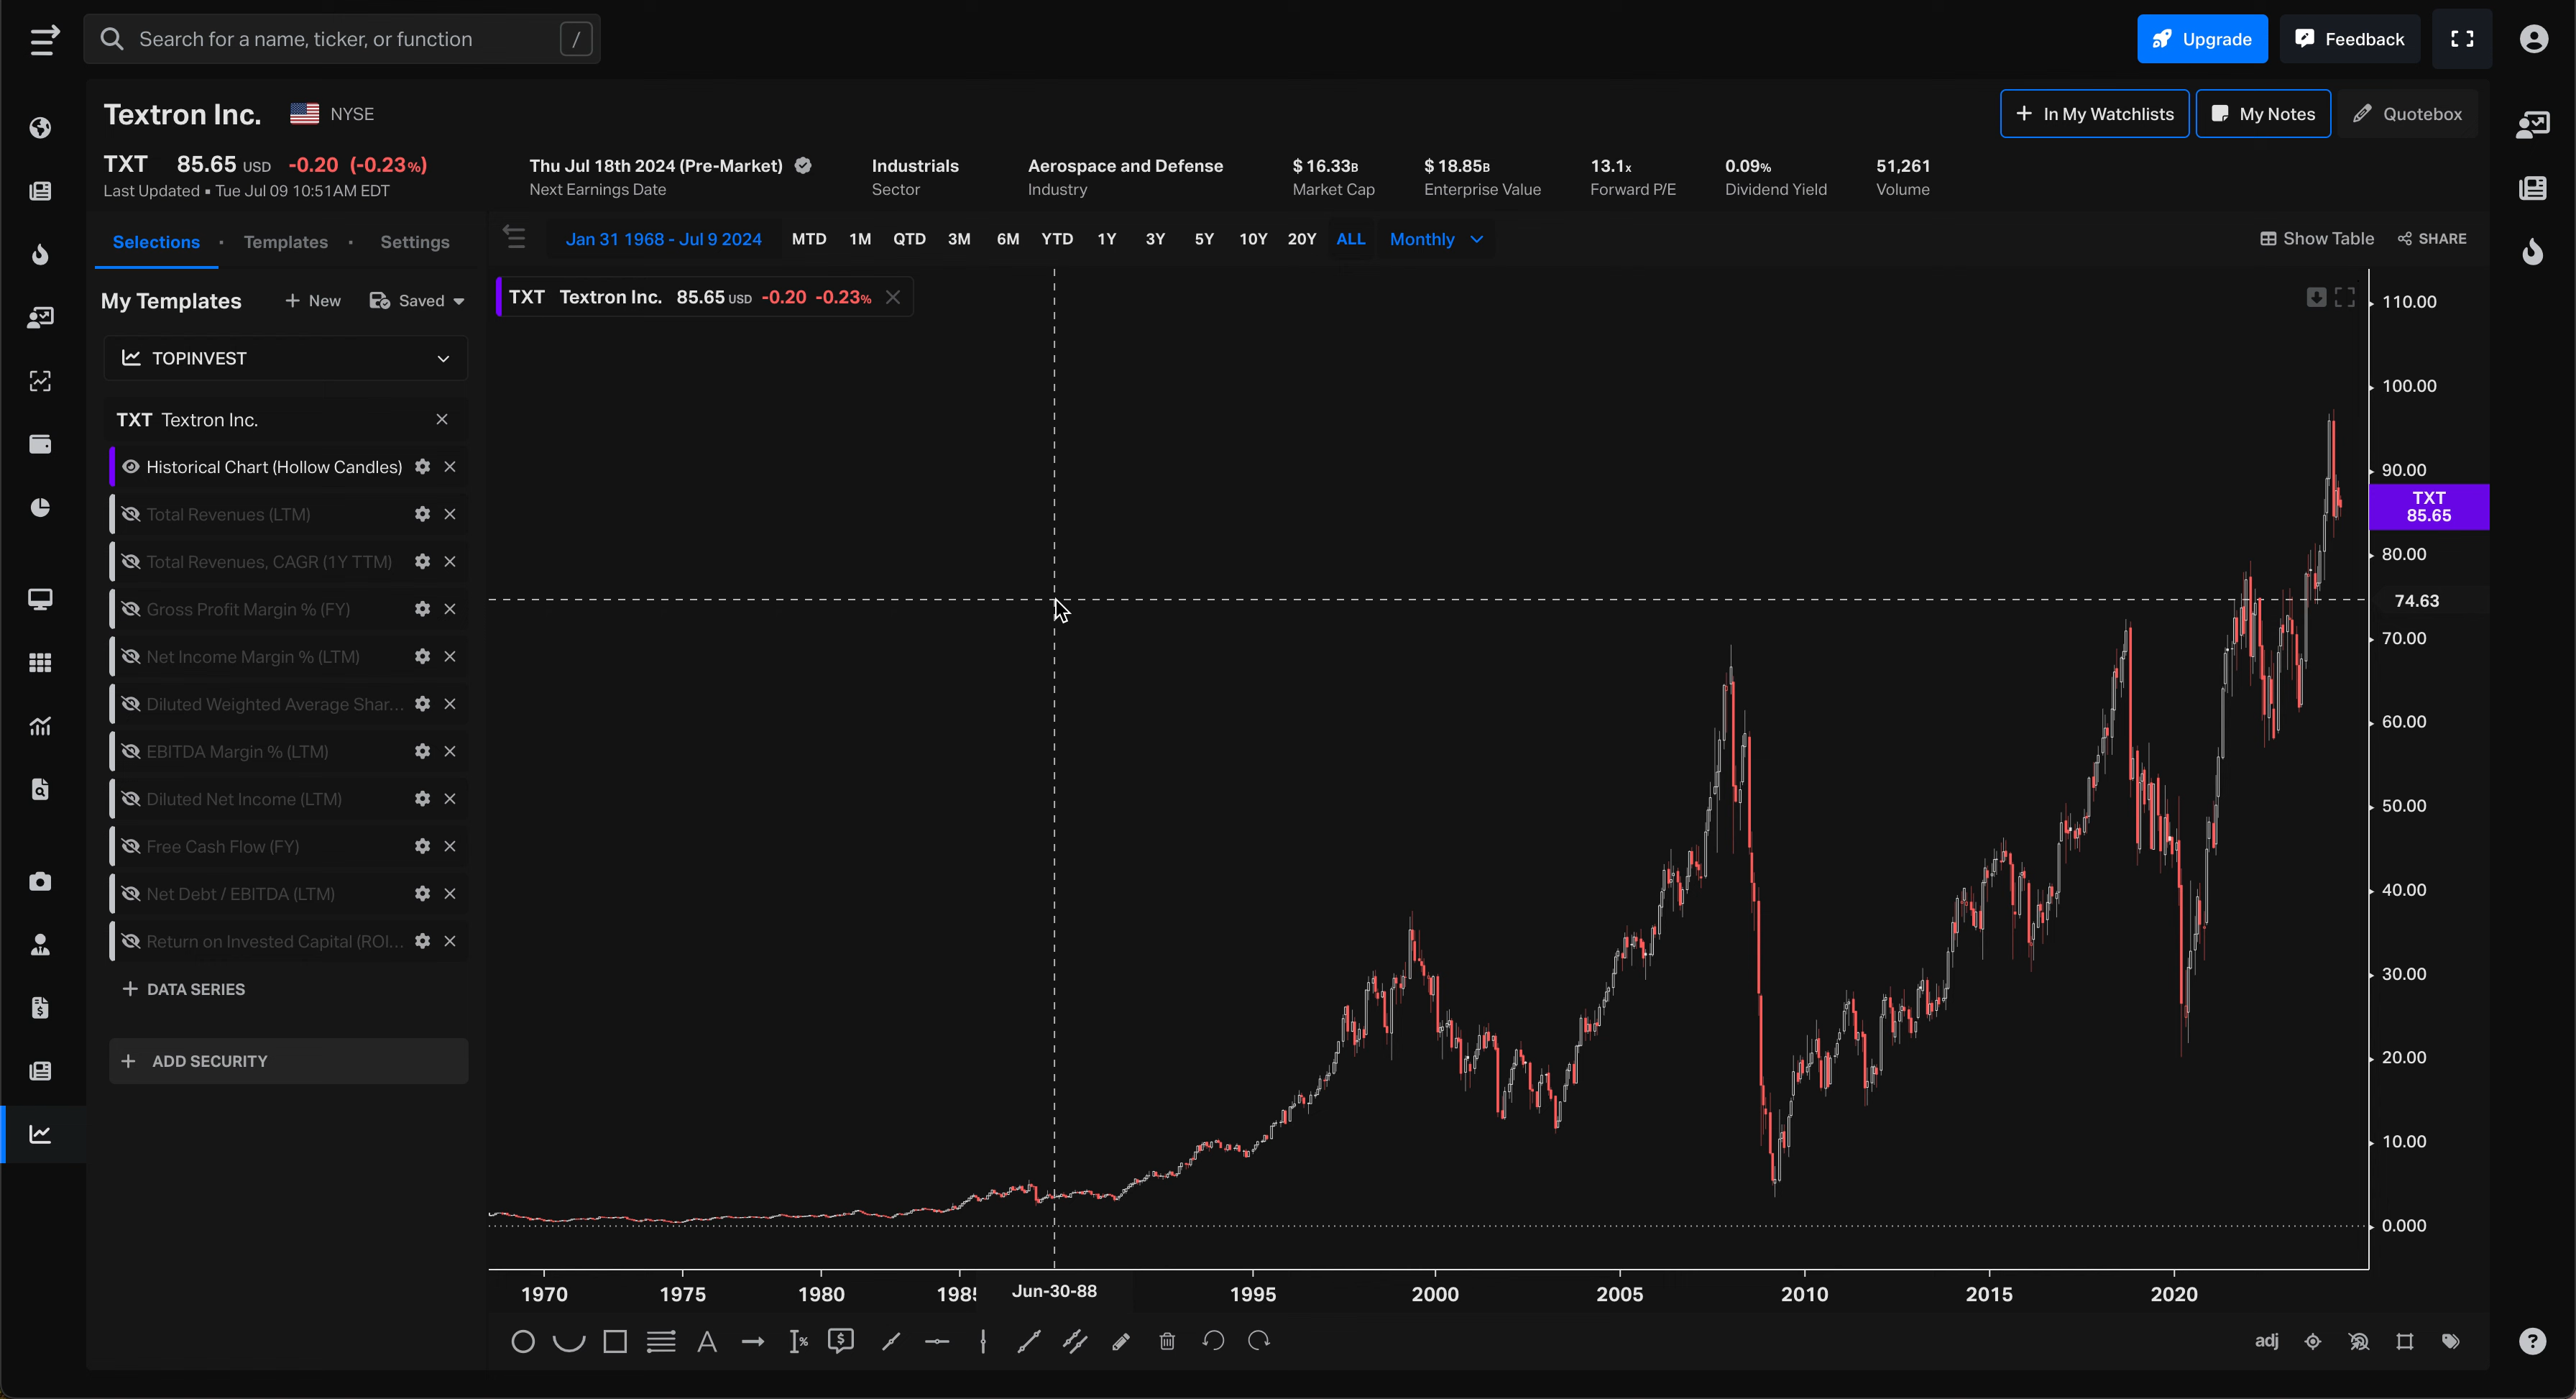 Search for a name, ticker, or function /
Upgrade Feedback
Textron Inc. NYSE
In My Watchlists My Notes Quotebox
TXT 85.65 USD -0.20 (-0.23%)
Last Updated ▪ Tue Jul 09 10:51AM EDT
Thu Jul 18th 2024 (Pre-Market)
Next Earnings Date
Industrials
Sector
Aerospace and Defense
Industry
$ 16.33B
Market Cap
$ 18.85B
Enterprise Value
13.1x
Forward P/E
0.09%
Dividend Yield
51,261
Volume
Selections · Templates · Settings
Jan 31 1968 - Jul 9 2024 MTD 1M QTD 3M 6M YTD 1Y 3Y 5Y 10Y 20Y ALL Monthly
Show Table SHARE
My Templates + New Saved
TOPINVEST
TXT Textron Inc.
Historical Chart (Hollow Candles)
Total Revenues (LTM)
Total Revenues, CAGR (1Y TTM)
Gross Profit Margin % (FY)
Net Income Margin % (LTM)
Diluted Weighted Average Shar...
EBITDA Margin % (LTM)
Diluted Net Income (LTM)
Free Cash Flow (FY)
Net Debt / EBITDA (LTM)
Return on Invested Capital (ROI...
+ DATA SERIES
+ ADD SECURITY
TXT Textron Inc. 85.65 USD -0.20 -0.23%
110.00
100.00
90.00
TXT
85.65
80.00
74.63
70.00
60.00
50.00
40.00
30.00
20.00
10.00
0.000
1970 1975 1980 198 Jun-30-88 1995 2000 2005 2010 2015 2020
adj